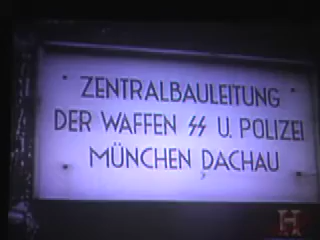 ZENTRALBAULEITUNG
DER WAFFEN ϟϟ U. POLIZEI
MÜNCHEN DACHAU
H